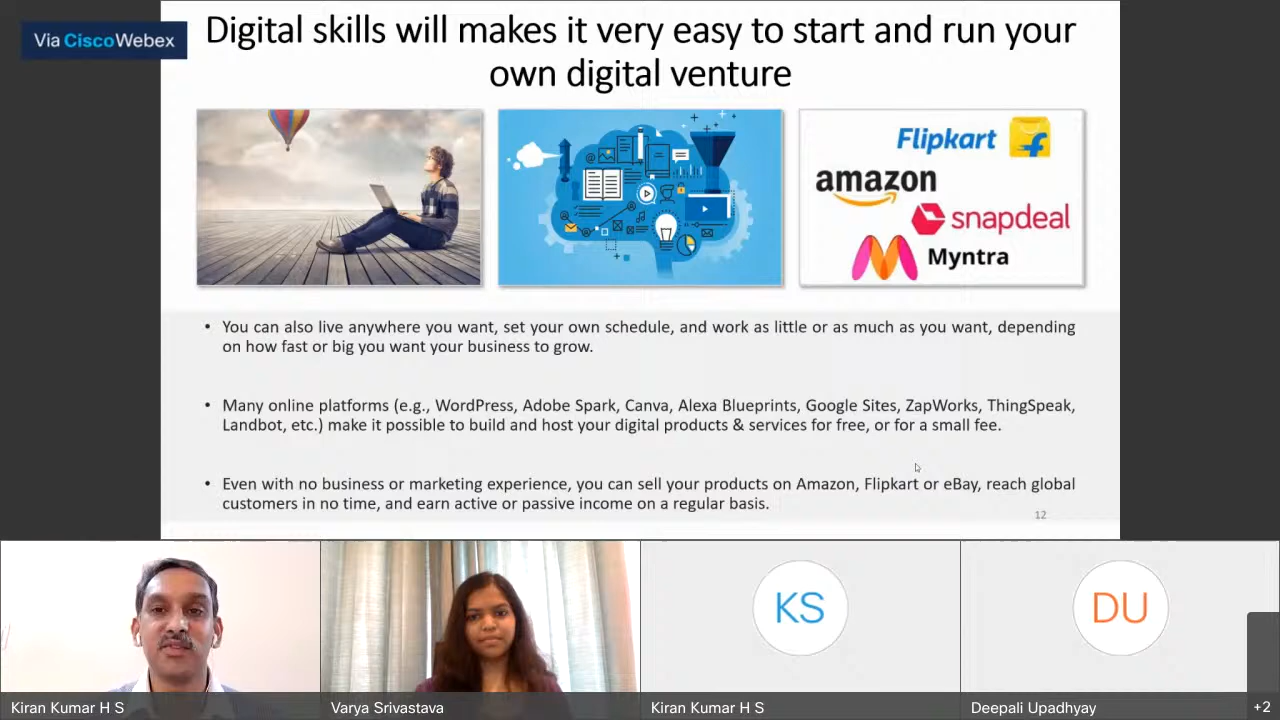 Via CiscoWebex
Digital skills will makes it very easy to start and run your
own digital venture
Flipkart
amazon
snapdeal
Myntra
• You can also live anywhere you want, set your own schedule, and work as little or as much as you want, depending
on how fast or big you want your business to grow.
• Many online platforms (e.g., WordPress, Adobe Spark, Canva, Alexa Blueprints, Google Sites, ZapWorks, ThingSpeak,
Landbot, etc.) make it possible to build and host your digital products & services for free, or for a small fee.
• Even with no business or marketing experience, you can sell your products on Amazon, Flipkart or eBay, reach global
customers in no time, and earn active or passive income on a regular basis.
12
KS
DU
Kiran Kumar H S
Varya Srivastava
Kiran Kumar H S
Deepali Upadhyay
+2